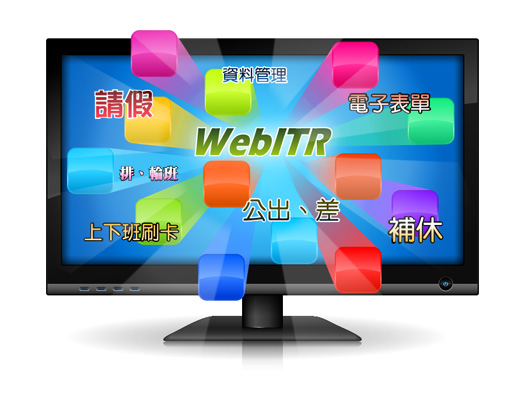 資料管理
請假
電子表單
WebITR
排、輪班
公出、差
上下班刷卡
補休